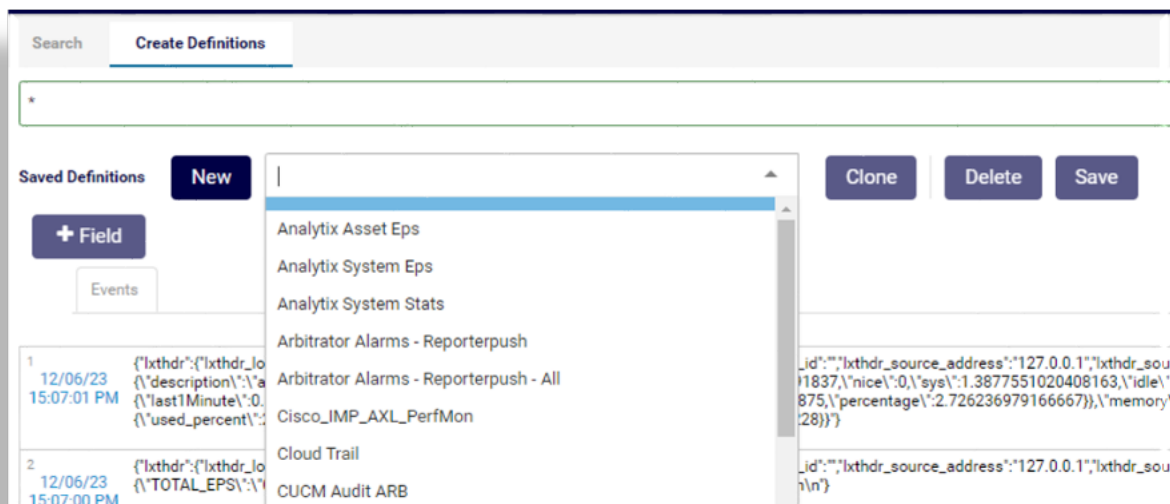 Search Create Definitions
*
Saved Definitions New Clone Delete Save
+ Field
Events
Analytix Asset Eps
Analytix System Eps
Analytix System Stats
Arbitrator Alarms - Reporterpush
Arbitrator Alarms - Reporterpush - All
Cisco_IMP_AXL_PerfMon
Cloud Trail
CUCM Audit ARB
1
12/06/23
15:07:01 PM
{"lxthdr":{"lxthdr_lo _id":"","lxthdr_source_address":"127.0.0.1","lxthdr_sou
{\"description\":\"a 91837,\"nice\":0,\"sys\":1.3877551020408163,\"idle\"
{\"last1Minute\":0. 875,\"percentage\":2.726236979166667}},\"memory\
{\"used_percent\": 28}}"}
2
12/06/23
15:07:00 PM
{"lxthdr":{"lxthdr_lo _id":"","lxthdr_source_address":"127.0.0.1","lxthdr_sou
{\"TOTAL_EPS\":\" \n"}